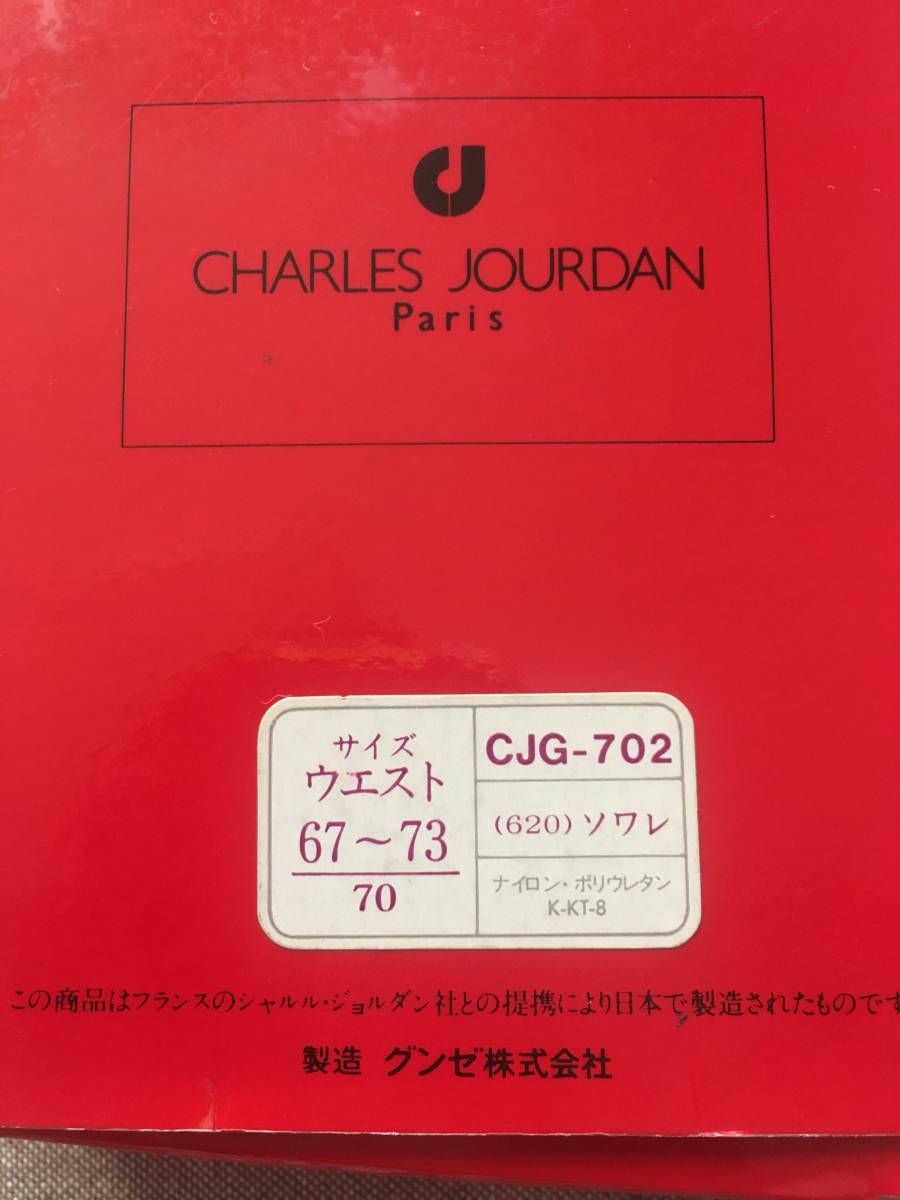 CHARLES JOURDAN
Paris
サイズ
ウエスト
67～73
70
CJG-702
(620) ソワレ
ナイロン・ポリウレタン
K-KT-8
この商品はフランスのシャルル・ジョルダン社との提携により日本で製造されたものです
製造 グンゼ株式会社